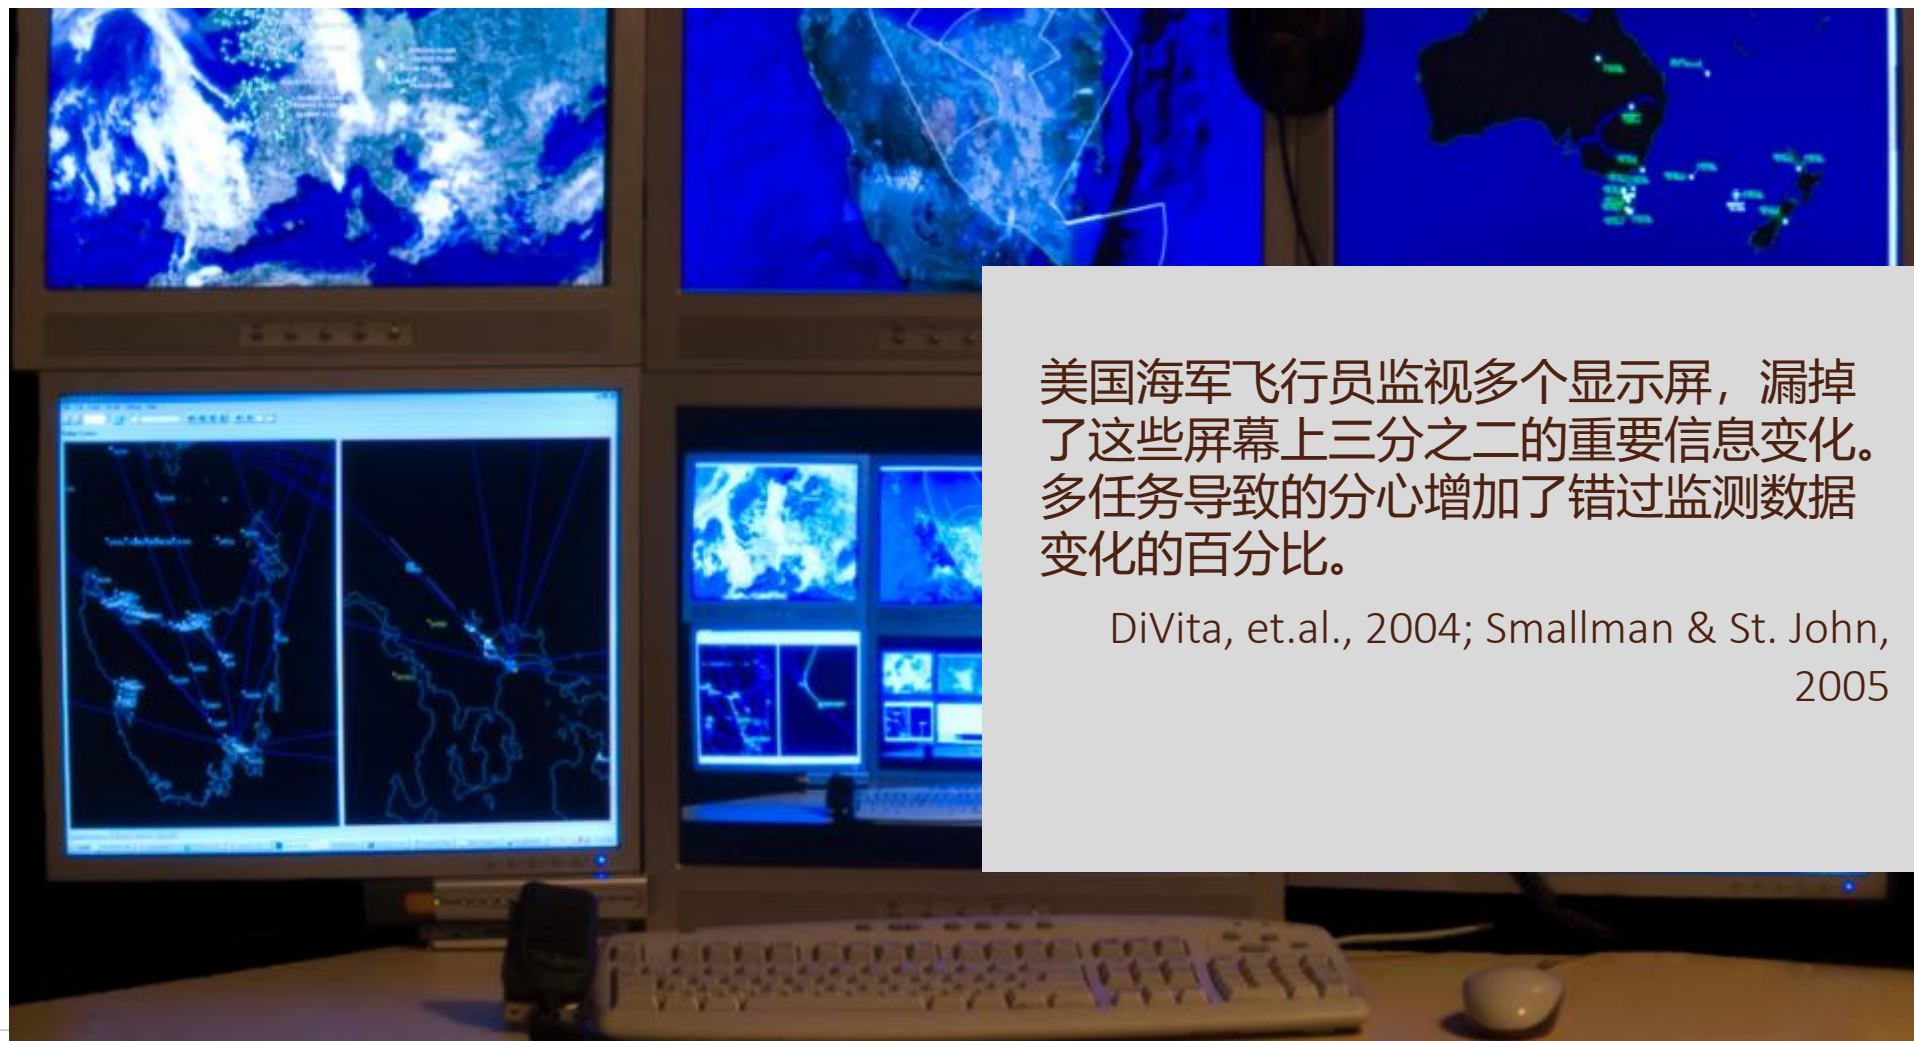 美国海军飞行员监视多个显示屏，漏掉
了这些屏幕上三分之二的重要信息变化。
多任务导致的分心增加了错过监测数据
变化的百分比。
DiVita, et.al., 2004; Smallman & St. John,
2005